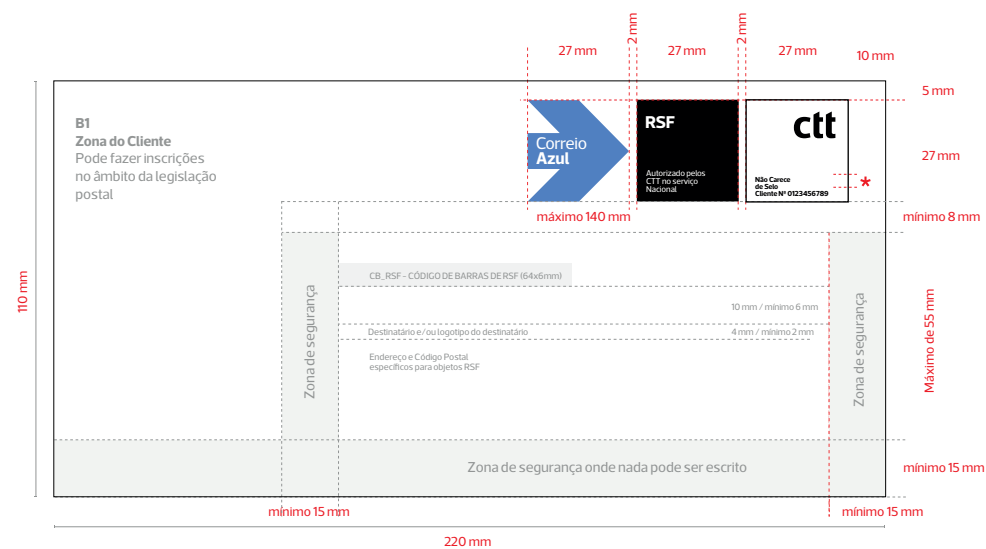 27 mm
2 mm
27 mm
2 mm
27 mm
10 mm
5 mm
B1
Zona do Cliente
Pode fazer inscrições
no âmbito da legislação
postal
Correio
Azul
RSF
Autorizado pelos
CTT no serviço
Nacional
ctt
Não Carece
de Selo
Cliente Nº 0123456789
*
27 mm
máximo 140 mm
mínimo 8 mm
110 mm
Zona de segurança
CB_RSF - CÓDIGO DE BARRAS DE RSF (64x6mm)
10 mm / mínimo 6 mm
Destinatário e/ou logotipo do destinatário
4 mm / mínimo 2 mm
Endereço e Código Postal
específicos para objetos RSF
Zona de segurança
Máximo de 55 mm
Zona de segurança onde nada pode ser escrito
mínimo 15 mm
mínimo 15 mm
mínimo 15 mm
220 mm